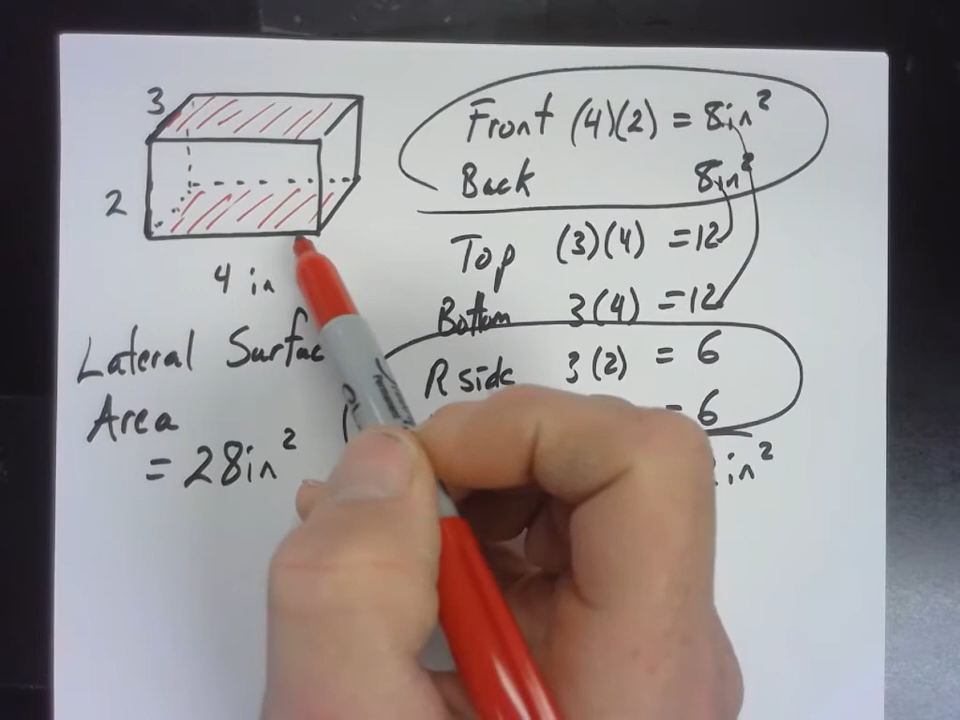 3
2
4 in
Front (4)(2) = 8in²
Back 8in²
Top (3)(4) = 12
Bottom 3(4) = 12
R side 3(2) = 6
= 6
in²
Lateral Surfac
Area
= 28in²